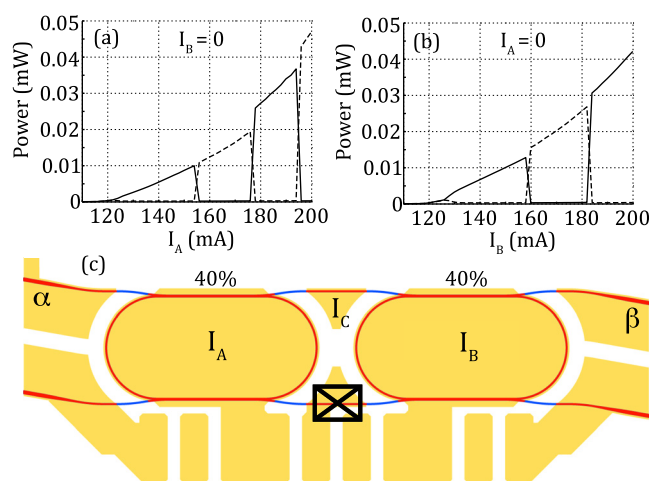 (a)
I_B = 0
Power (mW)
0.05
0.04
0.03
0.02
0.01
0
120 140 160 180 200
I_A (mA)
(b)
I_A = 0
Power (mW)
0.05
0.04
0.03
0.02
0.01
0
120 140 160 180 200
I_B (mA)
(c)
40% 40%
α I_A I_C I_B β